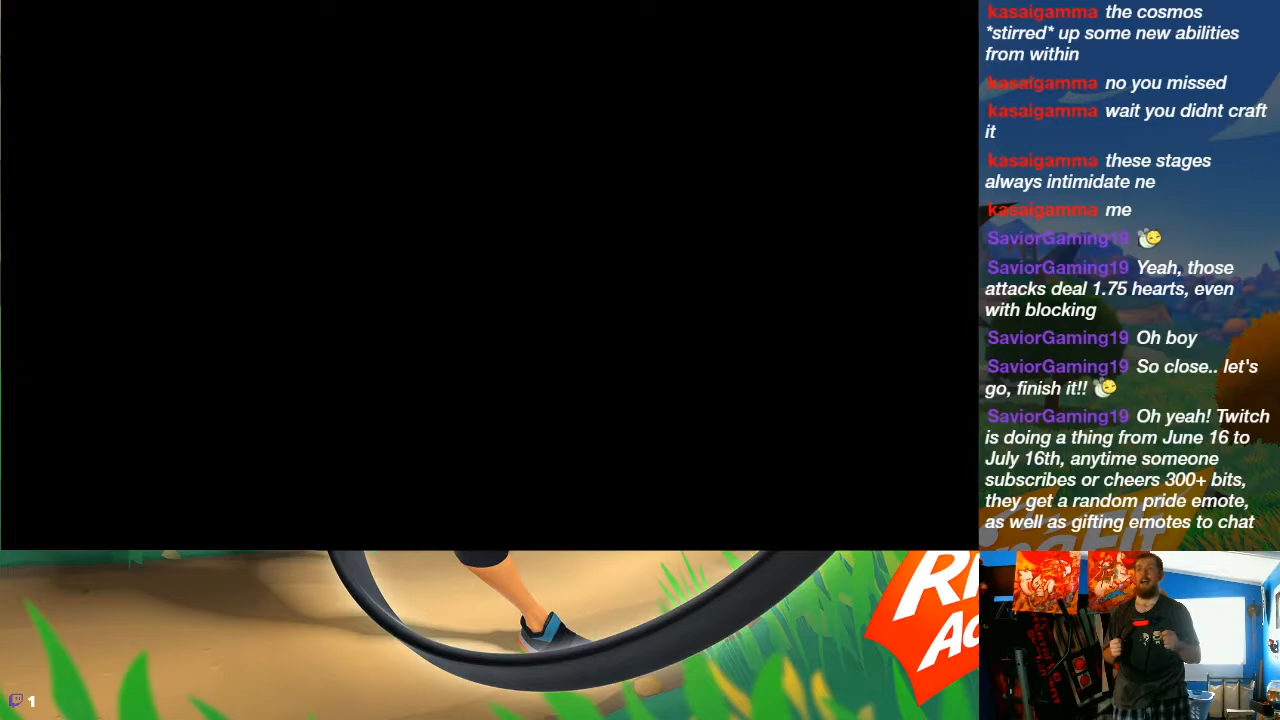 kasaigamma the cosmos
*stirred* up some new abilities
from within
kasaigamma no you missed
kasaigamma wait you didnt craft
it
kasaigamma these stages
always intimidate ne
kasaigamma me
SaviorGaming19
SaviorGaming19 Yeah, those
attacks deal 1.75 hearts, even
with blocking
SaviorGaming19 Oh boy
SaviorGaming19 So close.. let's
go, finish it!!
SaviorGaming19 Oh yeah! Twitch
is doing a thing from June 16 to
July 16th, anytime someone
subscribes or cheers 300+ bits,
they get a random pride emote,
as well as gifting emotes to chat
1